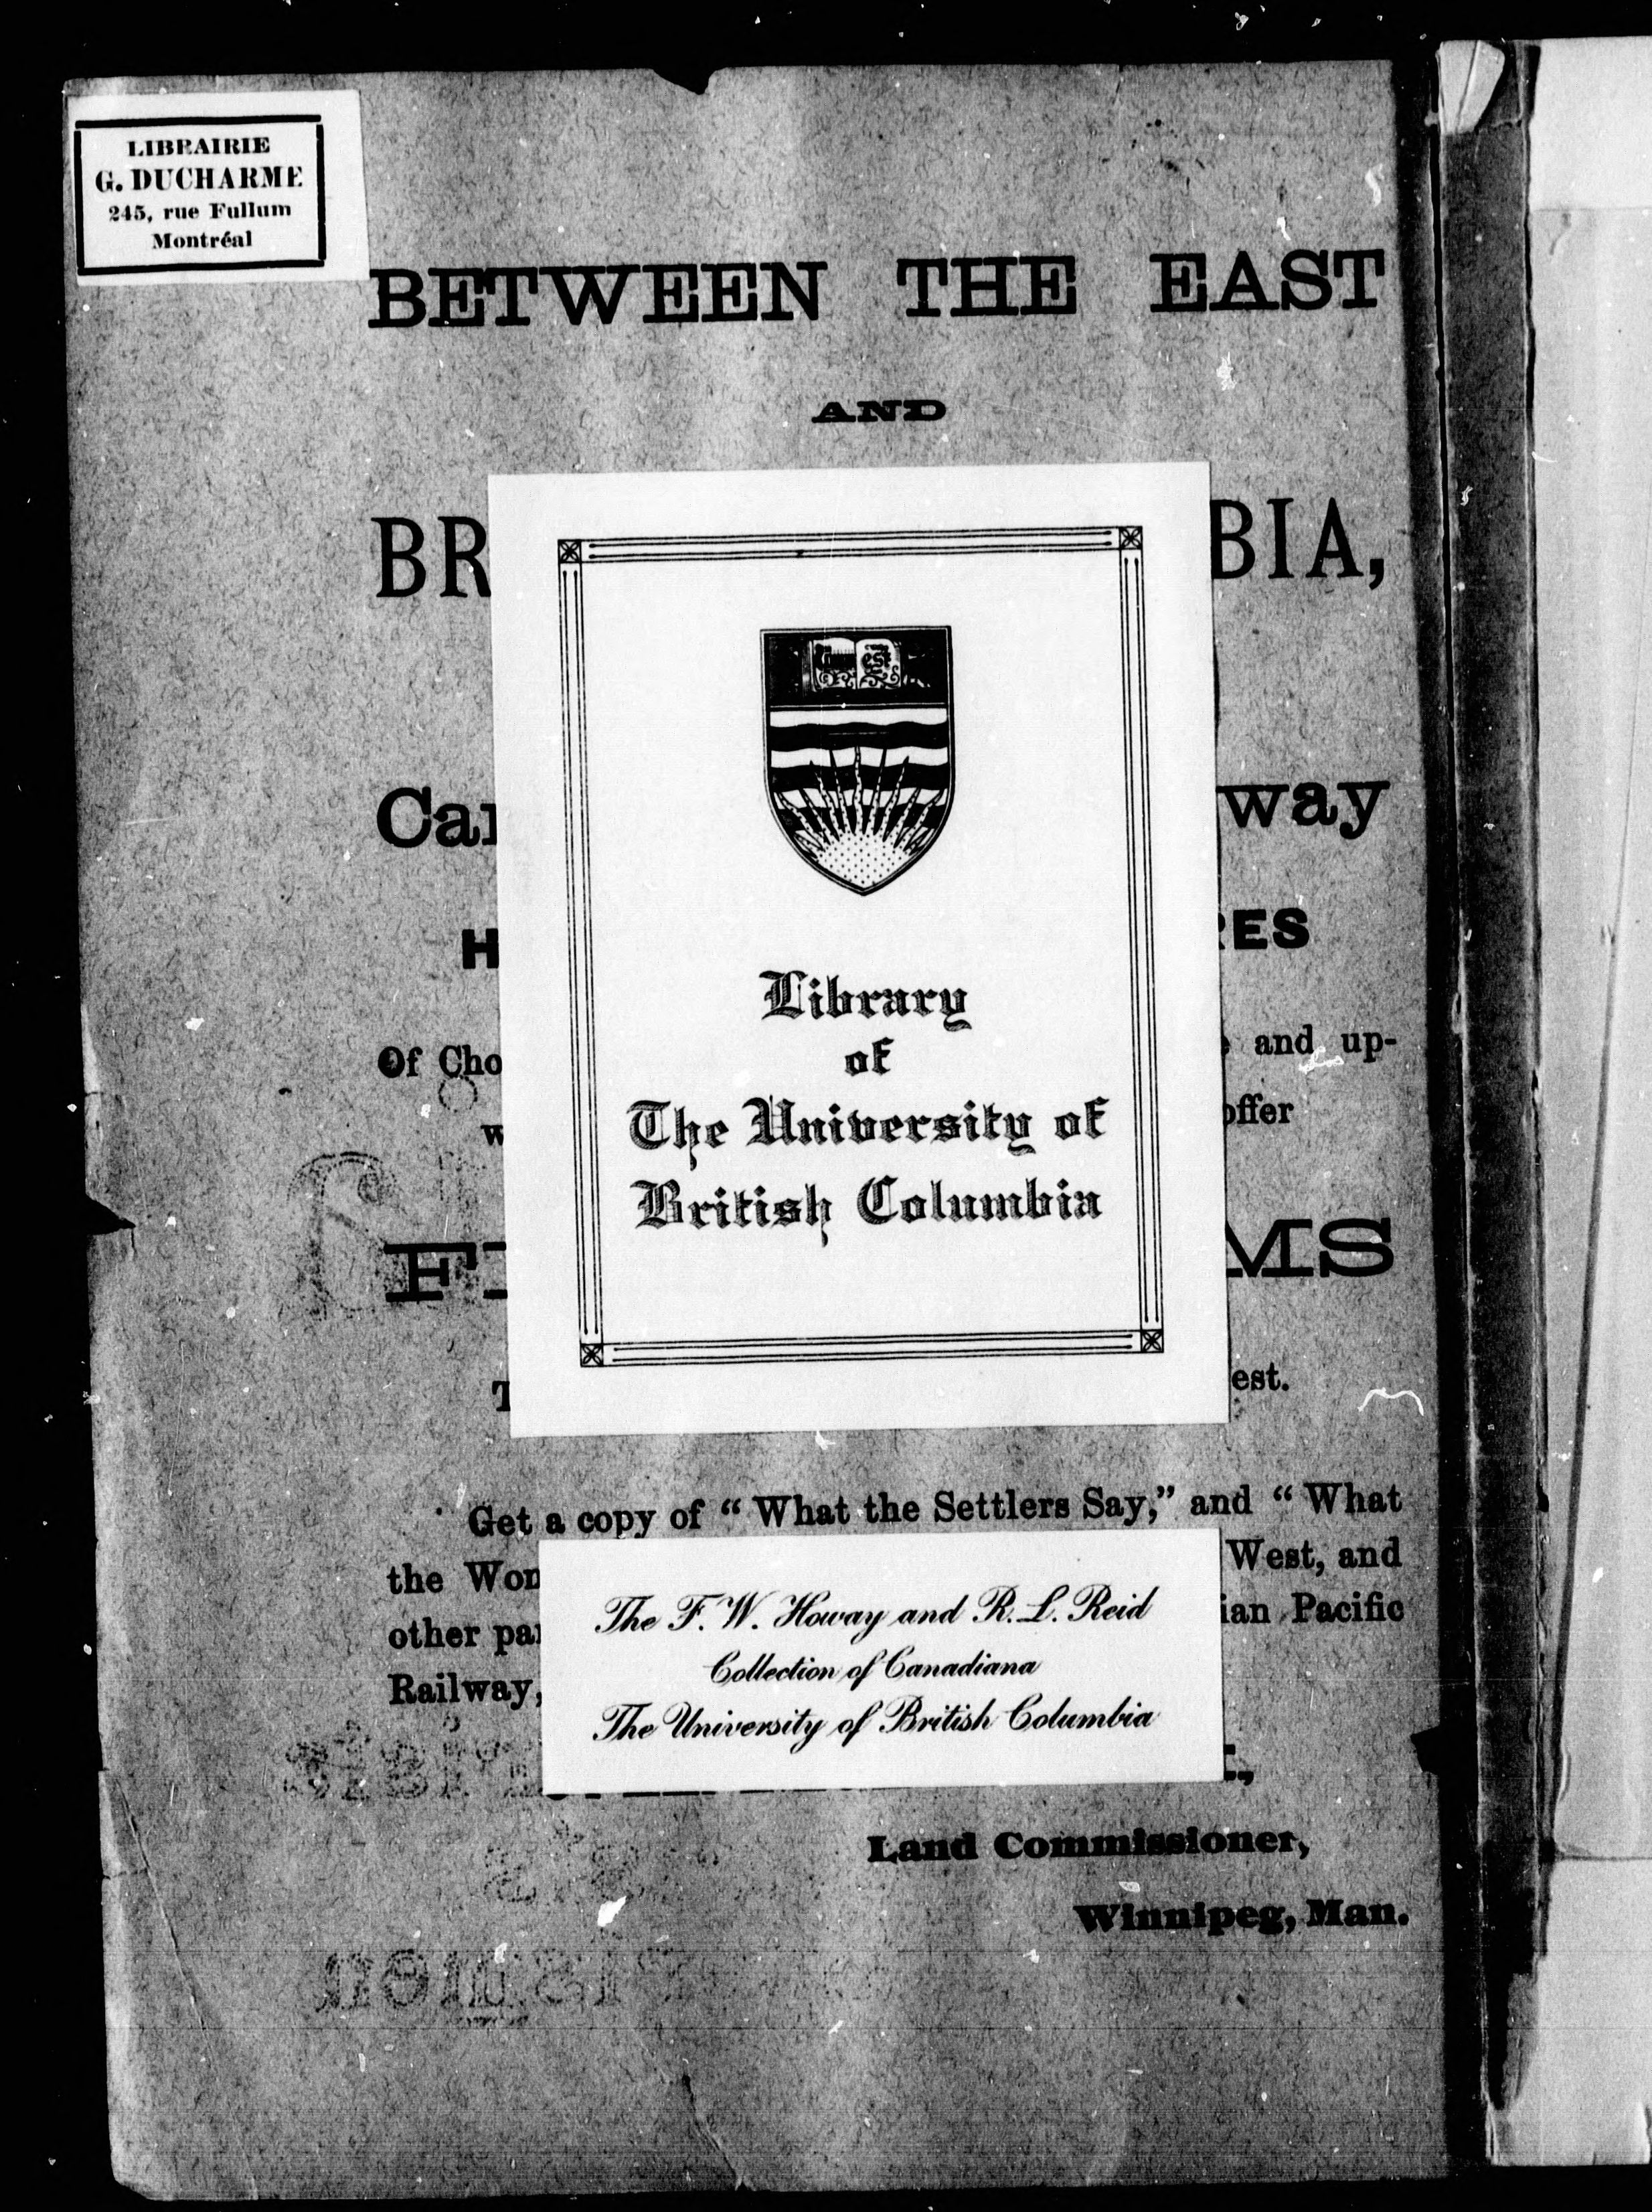 LIBRAIRIE
G. DUCHARME
245, rue Fullum
Montréal
BETWEEN THE EAST
AND
BR BIA,
Tuum est
Ca way
H RES
Of Cho and up-
w offer
MS
T est.
Library
of
The University of
British Columbia
Get a copy of “What the Settlers Say,” and “What
the Wo West, and
other pa ian Pacific
Railway,
The F. W. Howay and R. L. Reid
Collection of Canadiana
The University of British Columbia
Land Commissioner,
Winnipeg, Man.